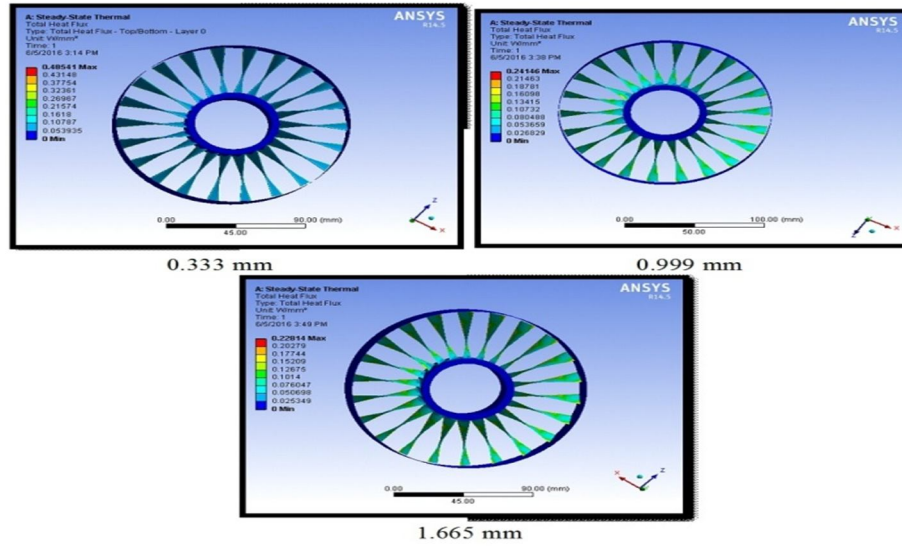 A: Steady-State Thermal
Total Heat Flux
Type: Total Heat Flux - Top/Bottom - Layer 0
Unit: W/mm²
Time: 1
6/5/2016 3:14 PM
0.48541 Max
0.43148
0.37754
0.32361
0.26967
0.21574
0.1618
0.10787
0.053935
0 Min
ANSYS
R14.5
0.00
90.00 (mm)
45.00
Z
X
0.333 mm
A: Steady-State Thermal
Total Heat Flux
Type: Total Heat Flux
Unit: W/mm²
Time: 1
6/5/2016 3:38 PM
0.24146 Max
0.21463
0.18781
0.16098
0.13415
0.10732
0.080488
0.053659
0.026829
0 Min
ANSYS
R14.5
0.00
100.00 (mm)
50.00
Z
X
0.999 mm
A: Steady-State Thermal
Total Heat Flux
Type: Total Heat Flux
Unit: W/mm²
Time: 1
6/5/2016 3:49 PM
0.22814 Max
0.20279
0.17744
0.15209
0.12675
0.1014
0.076047
0.050698
0.025349
0 Min
ANSYS
R14.5
0.00
90.00 (mm)
45.00
X
Z
1.665 mm